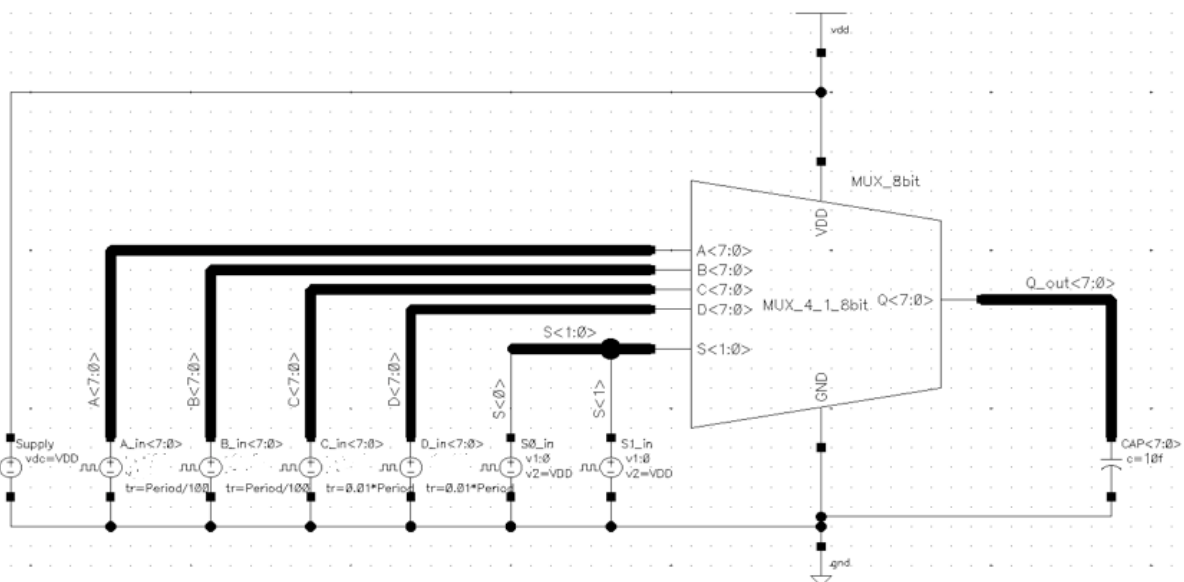 vdd
MUX_8bit
VDD
A<7:0>
B<7:0>
C<7:0>
D<7:0>
MUX_4_1_8bit
Q<7:0>
Q_out<7:0>
S<1:0>
S<1:0>
GND
A<7:0>
B<7:0>
C<7:0>
D<7:0>
S<0>
S<1>
Supply
vdc=VDD
A_in<7:0>
tr=Period/100
B_in<7:0>
tr=Period/100
C_in<7:0>
tr=0.01*Period
D_in<7:0>
tr=0.01*Period
S0_in
v1:0
v2=VDD
S1_in
v1:0
v2=VDD
CAP<7:0>
c=10f
gnd